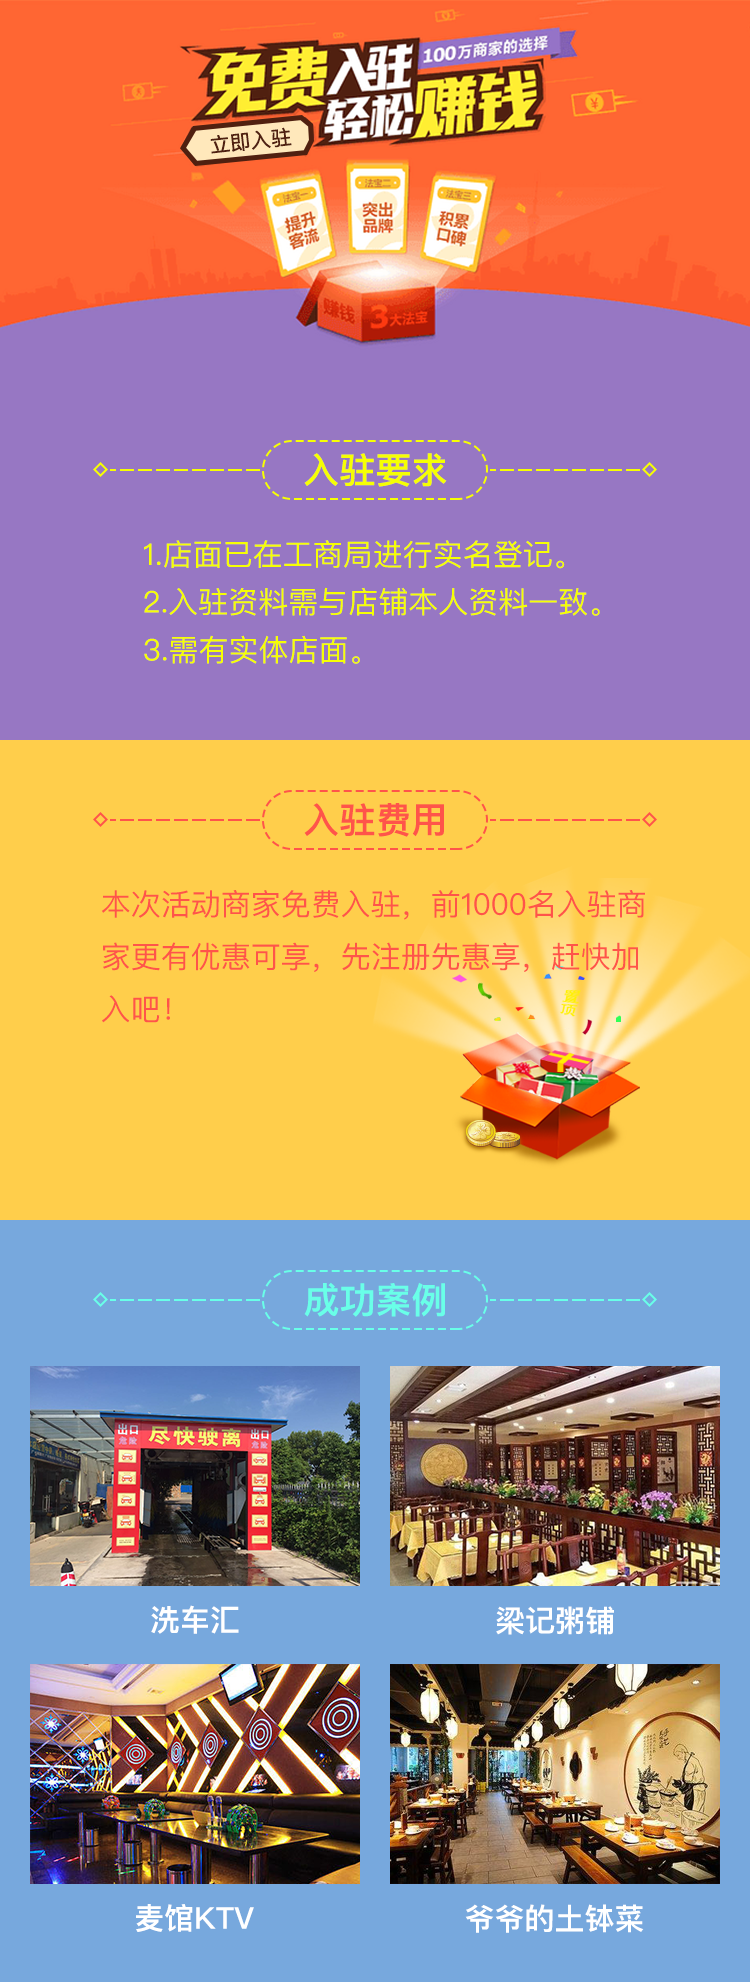 100万商家的选择
免费入驻
轻松赚钱
立即入驻
法宝一
提升
客流
法宝二
突出
品牌
法宝三
积累
口碑
赚钱
3大法宝
入驻要求
1.店面已在工商局进行实名登记。
2.入驻资料需与店铺本人资料一致。
3.需有实体店面。
入驻费用
本次活动商家免费入驻，前1000名入驻商
家更有优惠可享，先注册先惠享，赶快加
入吧！
成功案例
出口
危险
尽快驶离
出口
危险
洗车汇
梁记粥铺
麦馆KTV
爷爷的土钵菜